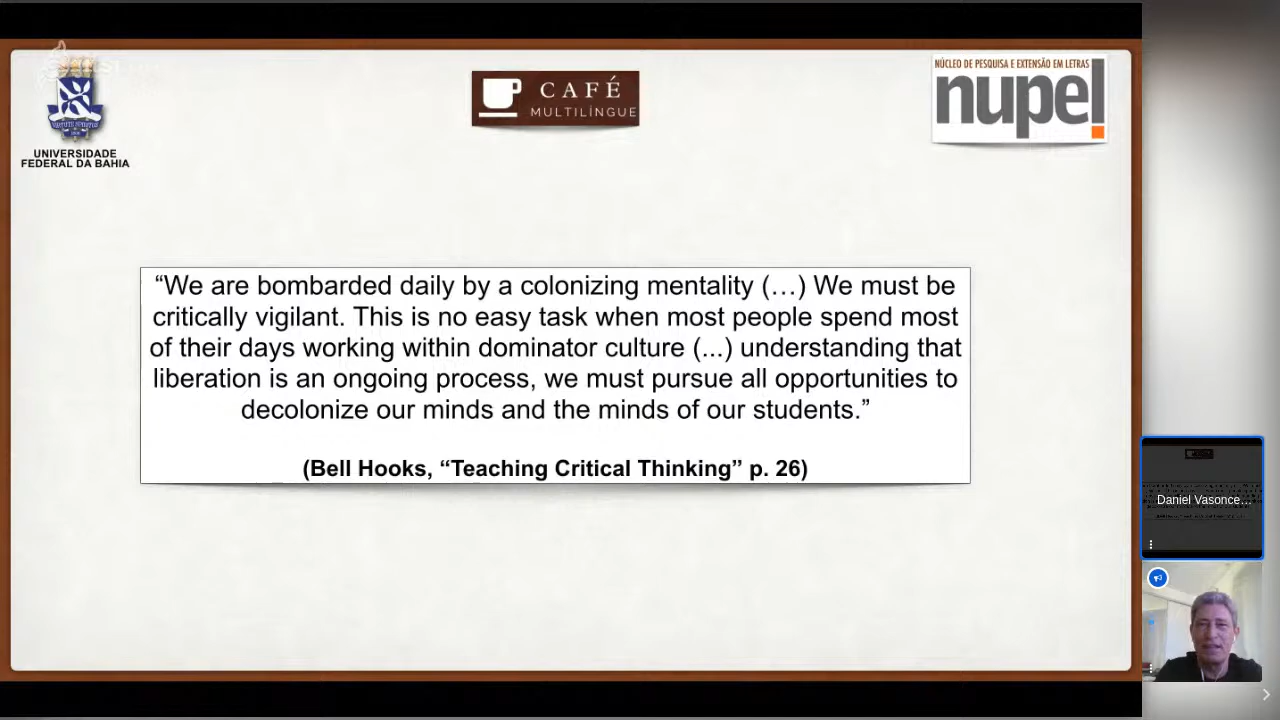 UNIVERSIDADE
FEDERAL DA BAHIA
CAFÉ
MULTILÍNGUE
NÚCLEO DE PESQUISA E EXTENSÃO EM LETRAS
nupel
“We are bombarded daily by a colonizing mentality (…) We must be
critically vigilant. This is no easy task when most people spend most
of their days working within dominator culture (...) understanding that
liberation is an ongoing process, we must pursue all opportunities to
decolonize our minds and the minds of our students.”
(Bell Hooks, “Teaching Critical Thinking” p. 26)
Daniel Vasonce...